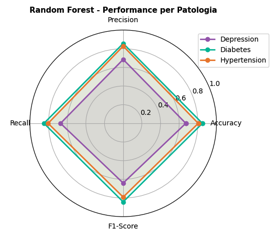 Random Forest - Performance per Patologia
Precision
Depression
Diabetes
Hypertension
1.0
0.8
0.6
0.4
0.2
Recall
Accuracy
F1-Score